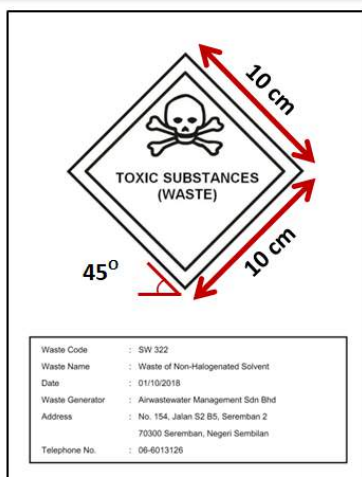 10 cm
TOXIC SUBSTANCES
(WASTE)
10 cm
45°
Waste Code : SW 322
Waste Name : Waste of Non-Halogenated Solvent
Date : 01/10/2018
Waste Generator : Airwastewater Management Sdn Bhd
Address : No. 154, Jalan S2 B5, Seremban 2
70300 Seremban, Negeri Sembilan
Telephone No. : 06-6013126